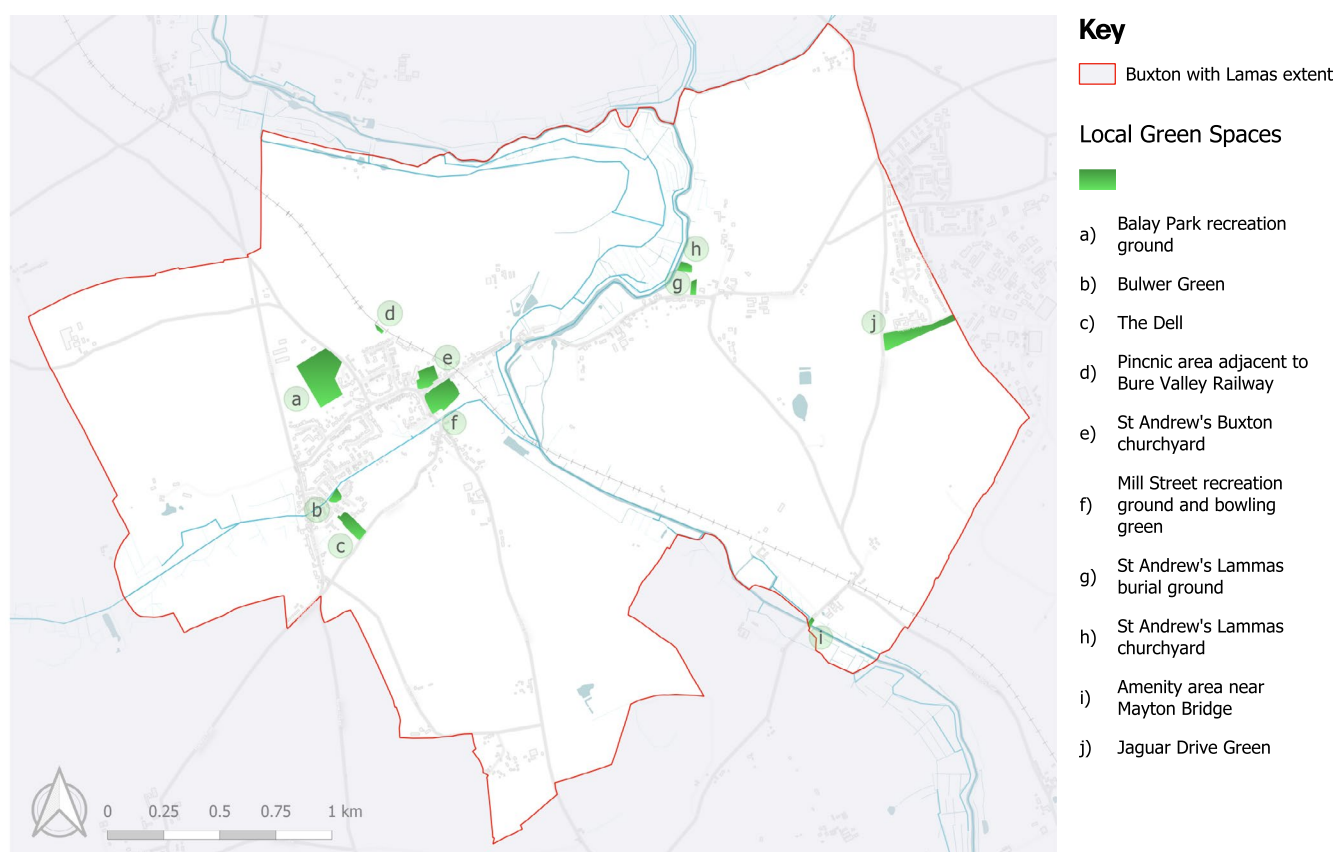 Key
Buxton with Lamas extent
Local Green Spaces
a) Balay Park recreation
ground
b) Bulwer Green
c) The Dell
d) Pincnic area adjacent to
Bure Valley Railway
e) St Andrew's Buxton
churchyard
f) Mill Street recreation
ground and bowling
green
g) St Andrew's Lammas
burial ground
h) St Andrew's Lammas
churchyard
i) Amenity area near
Mayton Bridge
j) Jaguar Drive Green
h
g
d
j
e
a
f
b
c
i
0 0.25 0.5 0.75 1 km